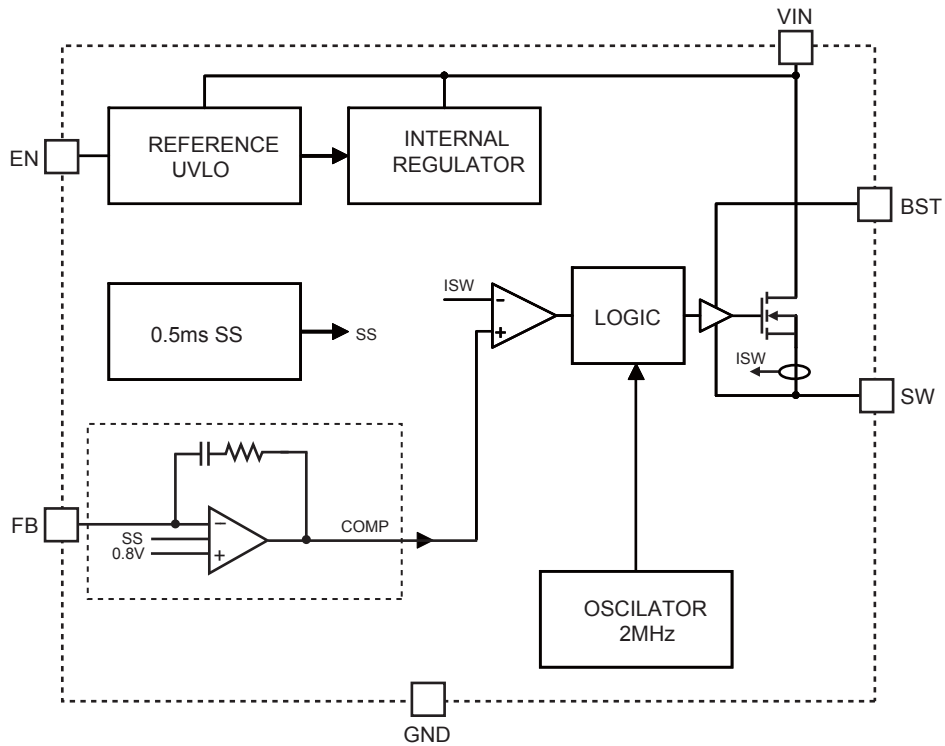 VIN
EN
REFERENCE
UVLO
INTERNAL
REGULATOR
BST
0.5ms SS
SS
ISW
−
+
LOGIC
ISW
SW
FB
SS
0.8V
−
+
COMP
OSCILATOR
2MHz
GND